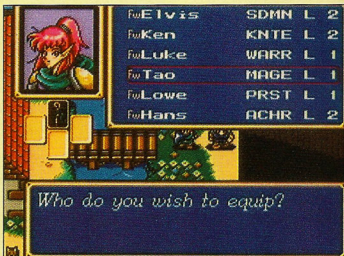 FwElvis SDMN L 2
FwKen KNTE L 2
FwLuke WARR L 1
FwTao MAGE L 1
FwLowe PRST L 1
FwHans ACHR L 2
Who do you wish to equip?